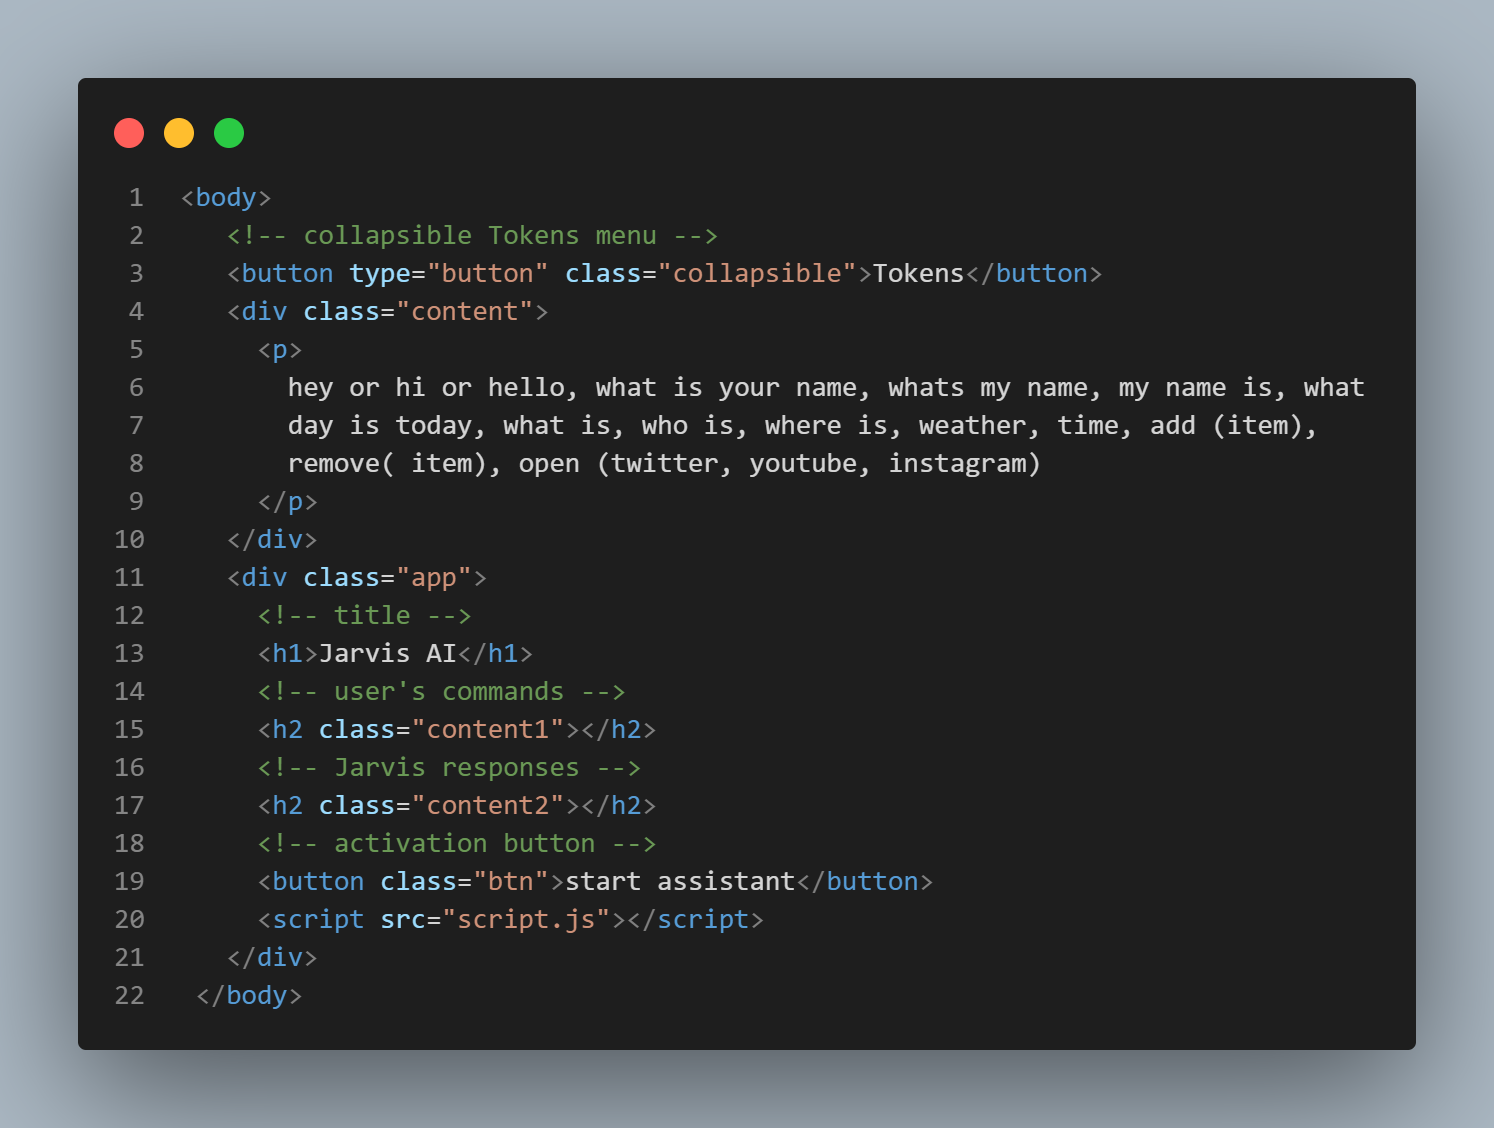 1 <body>
2 <!-- collapsible Tokens menu -->
3 <button type="button" class="collapsible">Tokens</button>
4 <div class="content">
5 <p>
6 hey or hi or hello, what is your name, whats my name, my name is, what
7 day is today, what is, who is, where is, weather, time, add (item),
8 remove( item), open (twitter, youtube, instagram)
9 </p>
10 </div>
11 <div class="app">
12 <!-- title -->
13 <h1>Jarvis AI</h1>
14 <!-- user's commands -->
15 <h2 class="content1"></h2>
16 <!-- Jarvis responses -->
17 <h2 class="content2"></h2>
18 <!-- activation button -->
19 <button class="btn">start assistant</button>
20 <script src="script.js"></script>
21 </div>
22 </body>